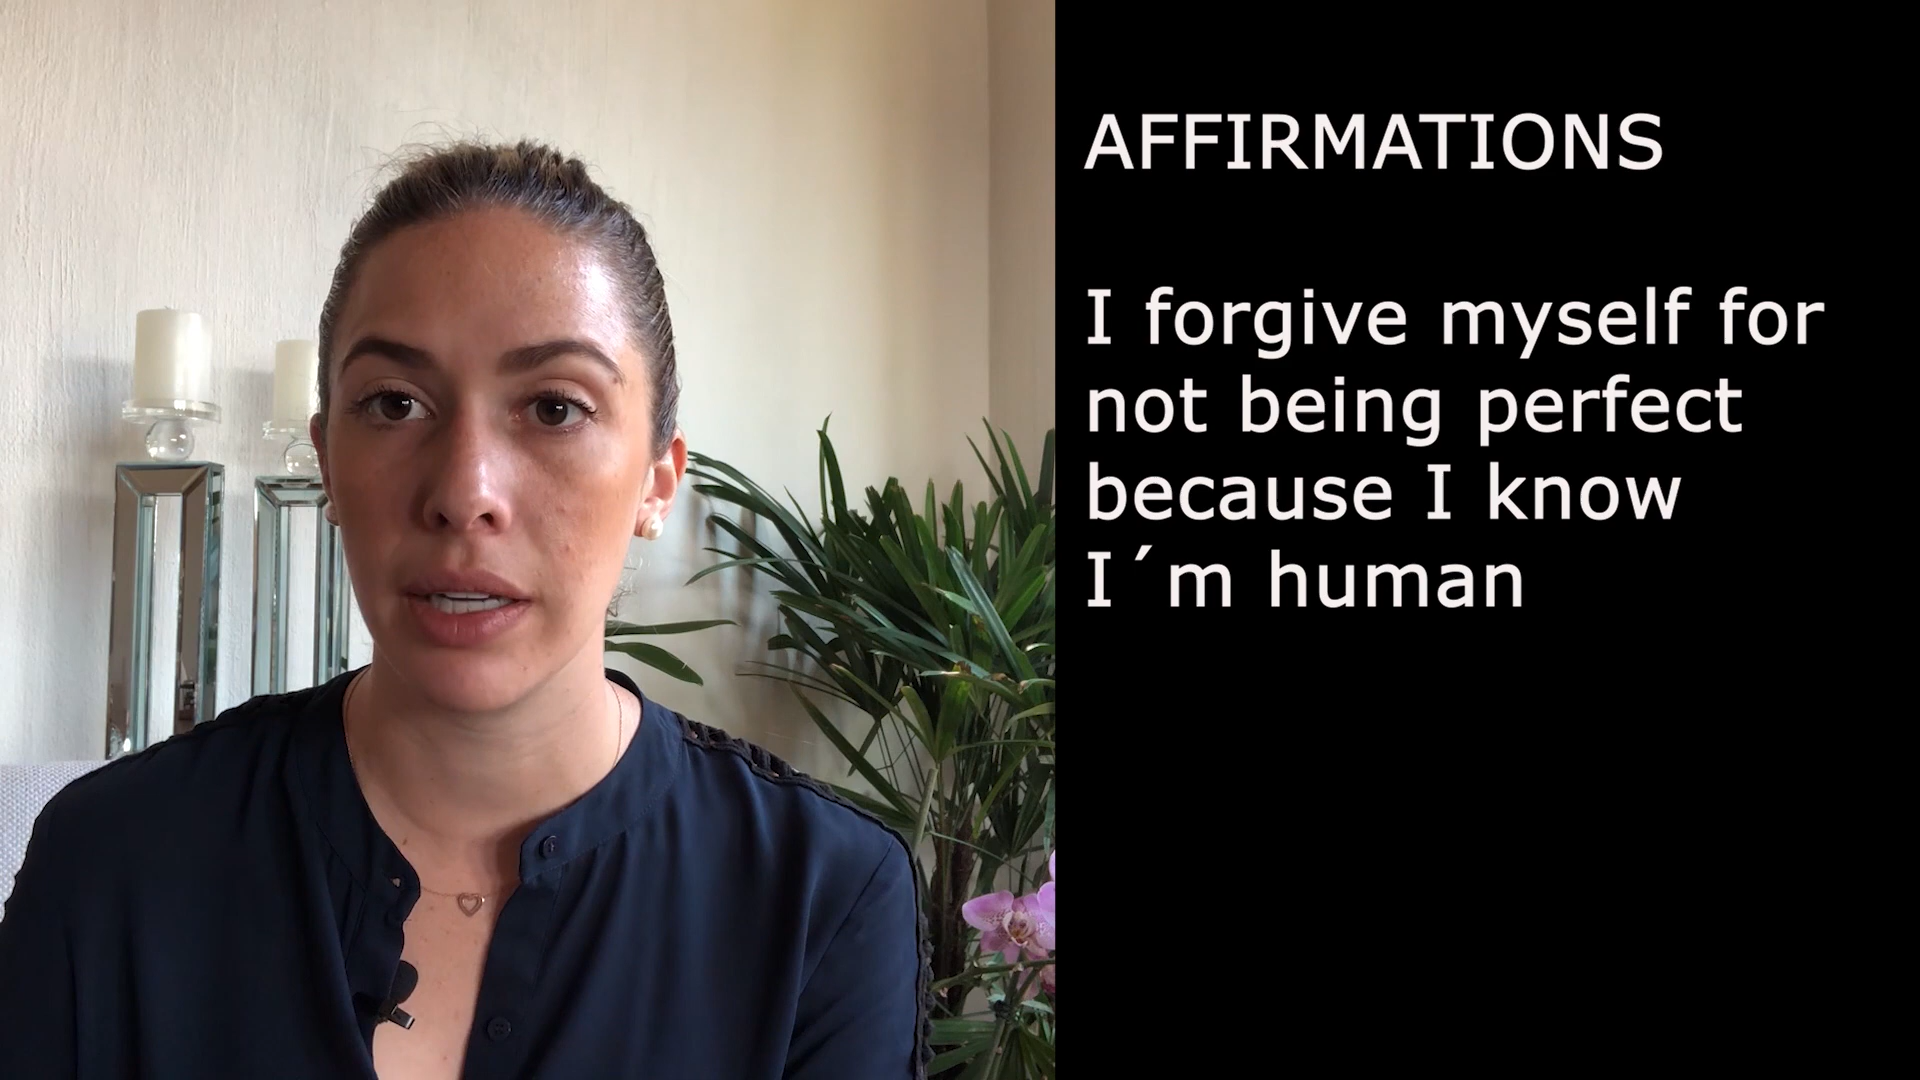 AFFIRMATIONS
I forgive myself for
not being perfect
because I know
I´m human